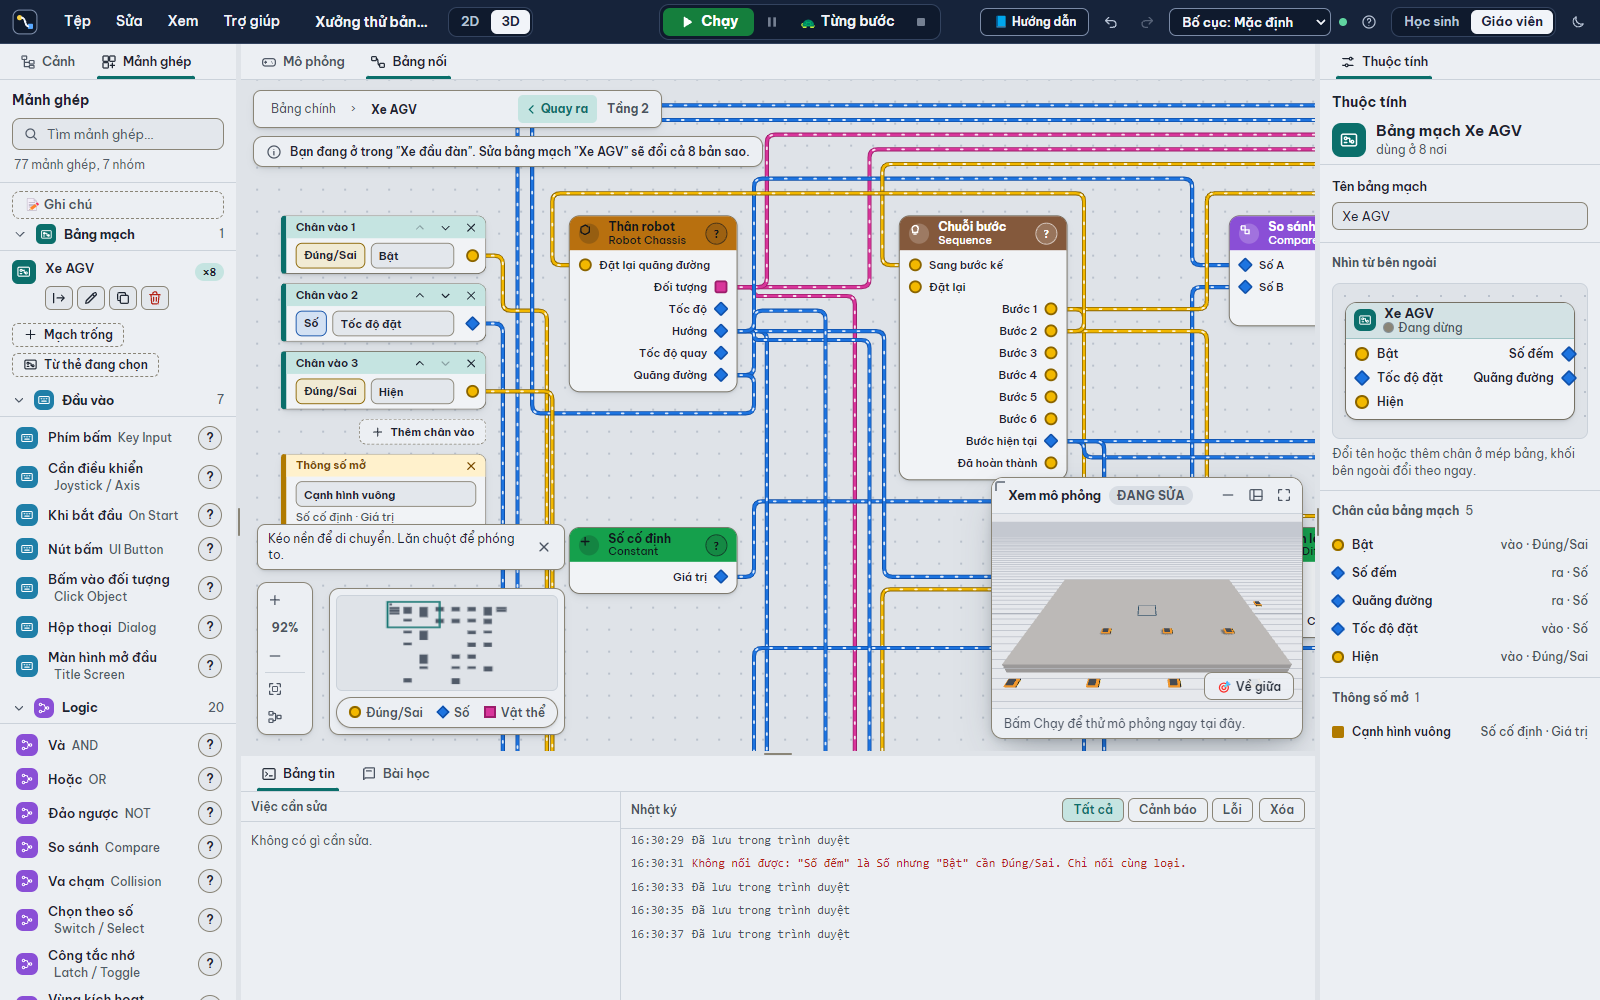 Tệp Sửa Xem Trợ giúp Xưởng thử bản... 2D 3D Chạy Từng bước Hướng dẫn Bố cục: Mặc định Học sinh Giáo viên
Cảnh Mảnh ghép
Mảnh ghép
Tìm mảnh ghép...
77 mảnh ghép, 7 nhóm
Ghi chú
Bảng mạch 1
Xe AGV ×8
+ Mạch trống
Từ thẻ đang chọn
Đầu vào 7
Phím bấm Key Input ?
Cần điều khiển ?
Joystick / Axis
Khi bắt đầu On Start ?
Nút bấm UI Button ?
Bấm vào đối tượng ?
Click Object
Hộp thoại Dialog ?
Màn hình mở đầu ?
Title Screen
Logic 20
Và AND ?
Hoặc OR ?
Đảo ngược NOT ?
So sánh Compare ?
Va chạm Collision ?
Chọn theo số ?
Switch / Select
Công tắc nhớ ?
Latch / Toggle
Vùng kích hoạt
Mô phỏng Bảng nối
Bảng chính › Xe AGV Quay ra Tầng 2
Bạn đang ở trong "Xe đầu đàn". Sửa bảng mạch "Xe AGV" sẽ đổi cả 8 bản sao.
Chân vào 1
Đúng/Sai Bật
Chân vào 2
Số Tốc độ đặt
Chân vào 3
Đúng/Sai Hiện
+ Thêm chân vào
Thông số mở
Cạnh hình vuông
Số cố định · Giá trị
Kéo nền để di chuyển. Lăn chuột để phóng to.
+
92%
−
Đúng/Sai Số Vật thể
Thân robot ?
Robot Chassis
Đặt lại quãng đường
Đối tượng
Tốc độ
Hướng
Tốc độ quay
Quãng đường
Số cố định ?
Constant
Giá trị
Chuỗi bước ?
Sequence
Sang bước kế
Đặt lại
Bước 1
Bước 2
Bước 3
Bước 4
Bước 5
Bước 6
Bước hiện tại
Đã hoàn thành
So sánh
Compare
Số A
Số B
Xem mô phỏng ĐANG SỬA
Về giữa
Bấm Chạy để thử mô phỏng ngay tại đây.
Bảng tin Bài học
Việc cần sửa
Không có gì cần sửa.
Nhật ký Tất cả Cảnh báo Lỗi Xóa
16:30:29 Đã lưu trong trình duyệt
16:30:31 Không nối được: "Số đếm" là Số nhưng "Bật" cần Đúng/Sai. Chỉ nối cùng loại.
16:30:33 Đã lưu trong trình duyệt
16:30:35 Đã lưu trong trình duyệt
16:30:37 Đã lưu trong trình duyệt
Thuộc tính
Thuộc tính
Bảng mạch Xe AGV
dùng ở 8 nơi
Tên bảng mạch
Xe AGV
Nhìn từ bên ngoài
Xe AGV
Đang dừng
Bật Số đếm
Tốc độ đặt Quãng đường
Hiện
Đổi tên hoặc thêm chân ở mép bảng, khối
bên ngoài đổi theo ngay.
Chân của bảng mạch 5
Bật vào · Đúng/Sai
Số đếm ra · Số
Quãng đường ra · Số
Tốc độ đặt vào · Số
Hiện vào · Đúng/Sai
Thông số mở 1
Cạnh hình vuông Số cố định · Giá trị